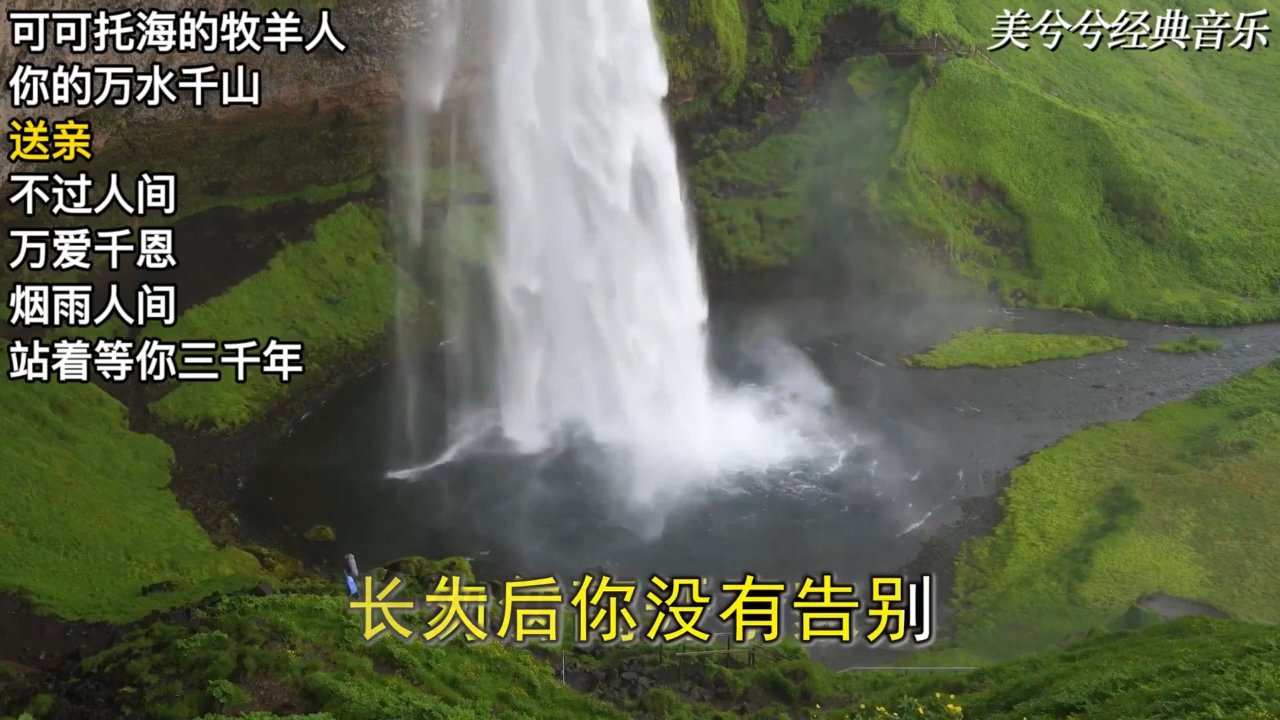 可可托海的牧羊人
你的万水千山
送亲
不过人间
万爱千恩
烟雨人间
站着等你三千年
美兮兮经典音乐
长大后你没有告别